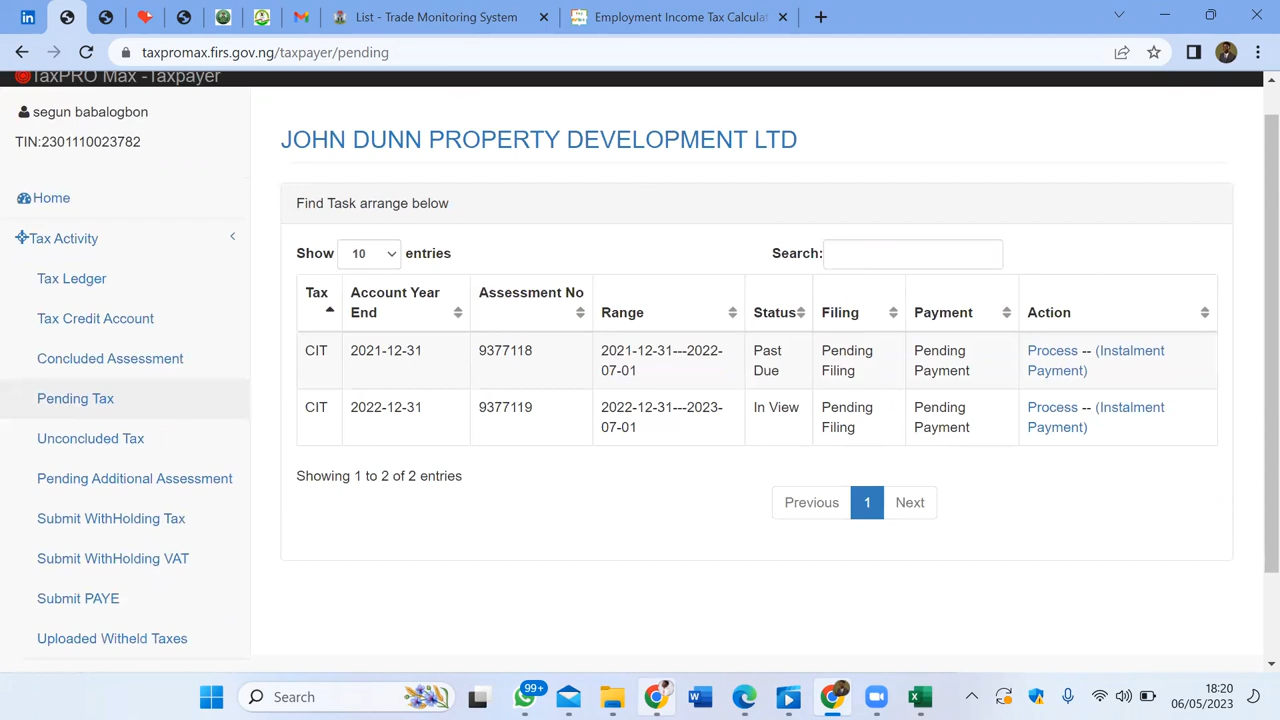 List - Trade Monitoring System
Employment Income Tax Calculat
taxpromax.firs.gov.ng/taxpayer/pending
TaxPRO Max -Taxpayer
segun babalogbon
TIN:2301110023782
Home
Tax Activity
Tax Ledger
Tax Credit Account
Concluded Assessment
Pending Tax
Unconcluded Tax
Pending Additional Assessment
Submit WithHolding Tax
Submit WithHolding VAT
Submit PAYE
Uploaded Witheld Taxes
JOHN DUNN PROPERTY DEVELOPMENT LTD
Find Task arrange below
Show 10 entries Search:
Tax Account Year End Assessment No Range Status Filing Payment Action
CIT 2021-12-31 9377118 2021-12-31---2022- Past Pending Pending Process -- (Instalment
07-01 Due Filing Payment Payment)
CIT 2022-12-31 9377119 2022-12-31---2023- In View Pending Pending Process -- (Instalment
07-01 Filing Payment Payment)
Showing 1 to 2 of 2 entries
Previous 1 Next
Search 99+ 18:20
06/05/2023